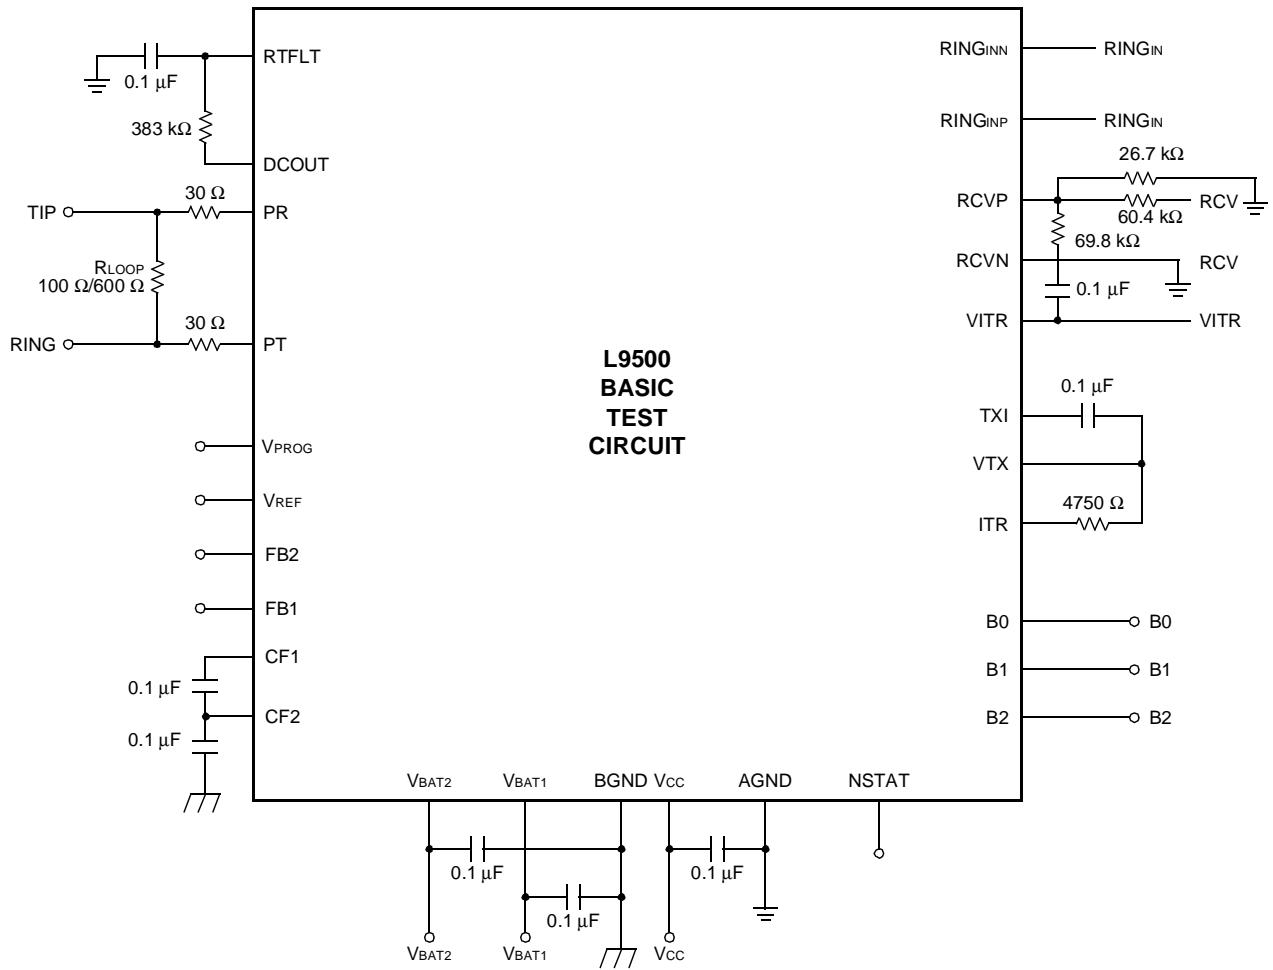 RTFLT
0.1 µF
383 kΩ
DCOUT
30 Ω
TIP
PR
RLOOP
100 Ω/600 Ω
30 Ω
RING
PT
VPROG
VREF
FB2
FB1
CF1
0.1 µF
CF2
0.1 µF
L9500
BASIC
TEST
CIRCUIT
RINGINN
RINGIN
RINGINP
RINGIN
26.7 kΩ
RCVP
RCV
60.4 kΩ
69.8 kΩ
RCVN
RCV
0.1 µF
VITR
VITR
0.1 µF
TXI
VTX
4750 Ω
ITR
B0
B0
B1
B1
B2
B2
VBAT2
VBAT1
BGND
VCC
AGND
NSTAT
0.1 µF
0.1 µF
0.1 µF
VBAT2
VBAT1
VCC